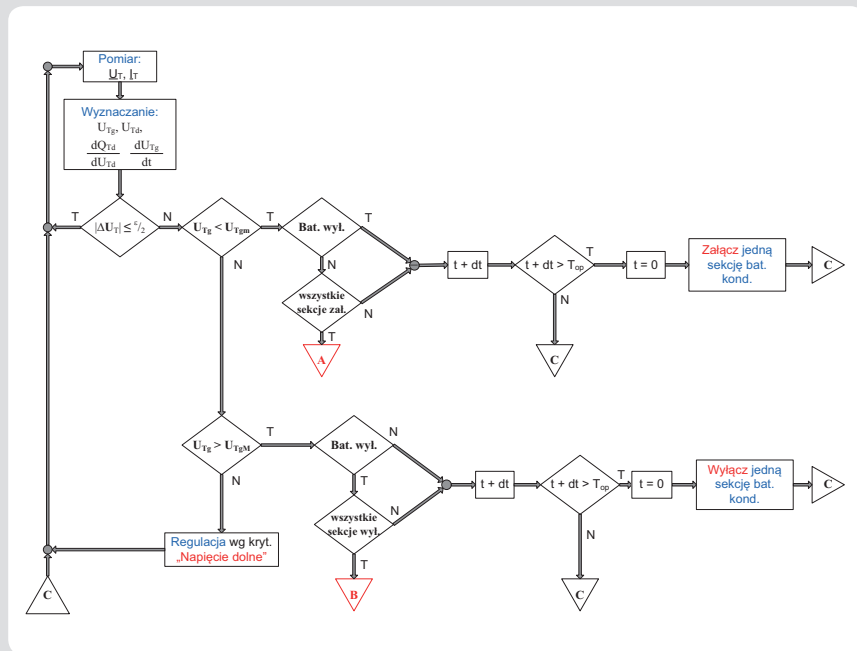 Pomiar:
U_T, I_T
Wyznaczanie:
U_Tg, U_Td,
dQ_Td dU_Tg
dU_Td dt
T
|ΔU_T| ≤ ε/2
N
U_Tg < U_Tgm
T
Bat. wył.
T
N
N
wszystkie
sekcje zał.
N
T
A
t + dt
t + dt > T_op
T
N
C
t = 0
Załącz jedną
sekcję bat.
kond.
C
U_Tg > U_TgM
T
N
Bat. wył.
N
T
wszystkie
sekcje wył.
N
T
B
t + dt
t + dt > T_op
T
N
C
t = 0
Wyłącz jedną
sekcję bat.
kond.
C
Regulacja wg kryt.
„Napięcie dolne”
C